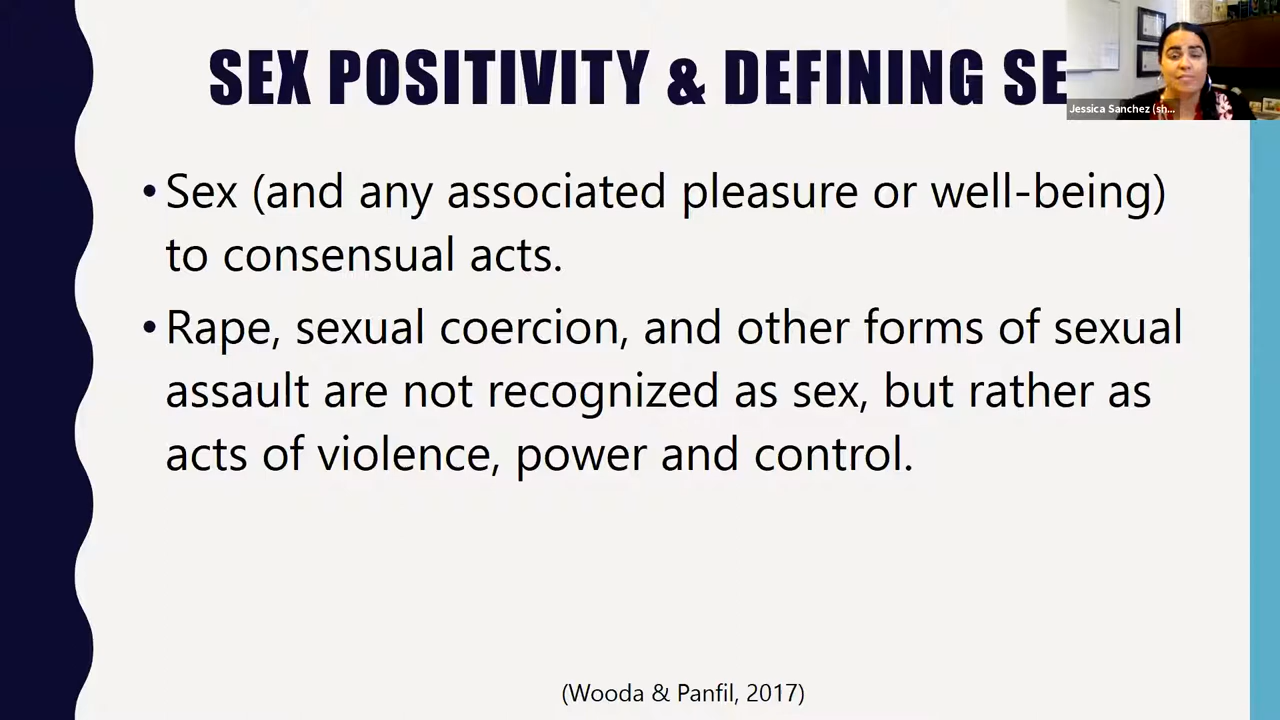 SEX POSITIVITY & DEFINING SE
Jessica Sanchez (sh...
• Sex (and any associated pleasure or well-being)
to consensual acts.
• Rape, sexual coercion, and other forms of sexual
assault are not recognized as sex, but rather as
acts of violence, power and control.
(Wooda & Panfil, 2017)